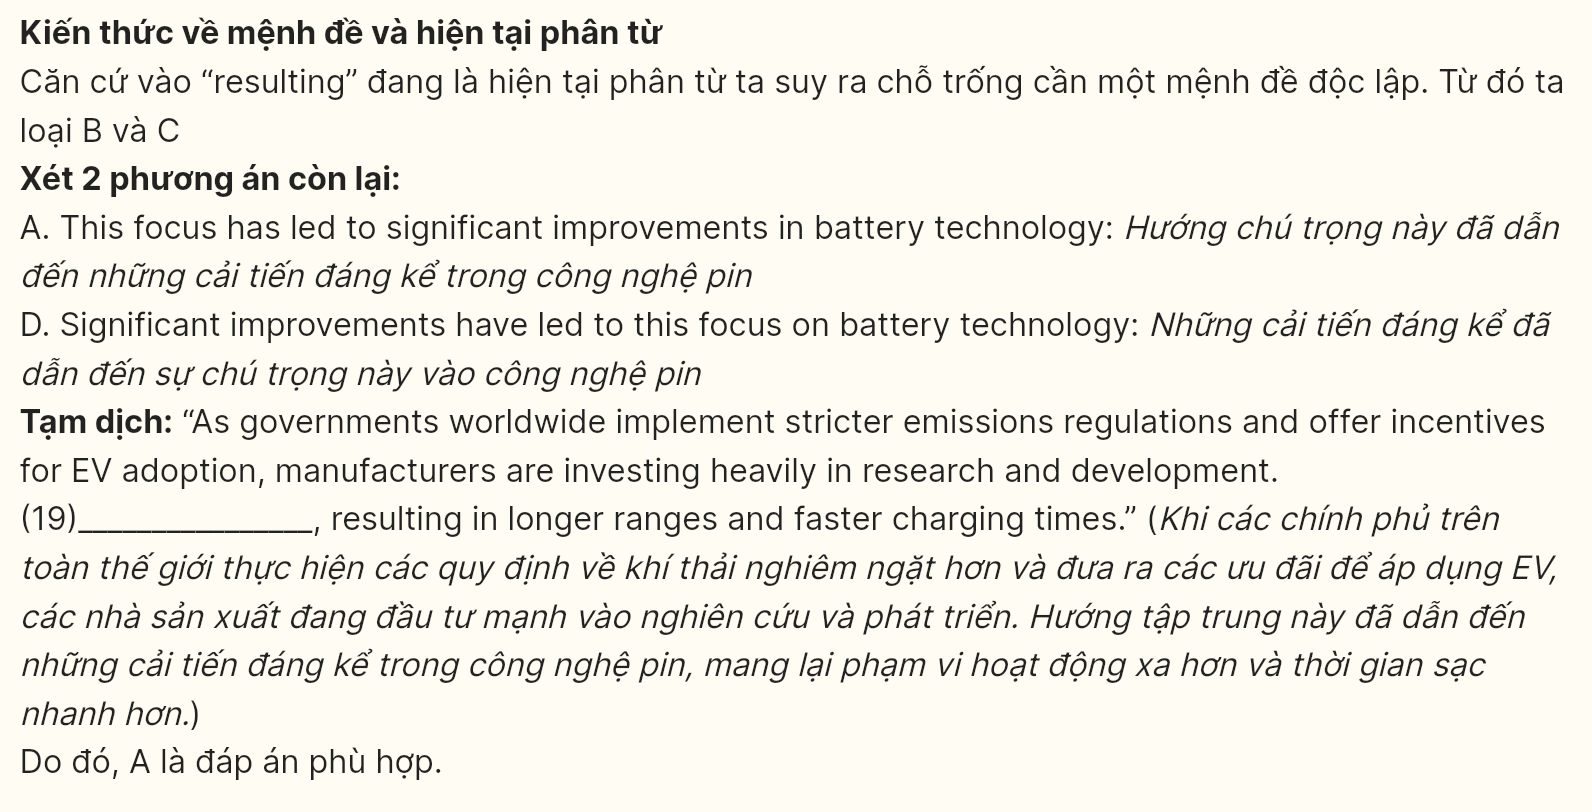 Kiến thức về mệnh đề và hiện tại phân từ
Căn cứ vào “resulting” đang là hiện tại phân từ ta suy ra chỗ trống cần một mệnh đề độc lập. Từ đó ta
loại B và C
Xét 2 phương án còn lại:
A. This focus has led to significant improvements in battery technology: Hướng chú trọng này đã dẫn
đến những cải tiến đáng kể trong công nghệ pin
D. Significant improvements have led to this focus on battery technology: Những cải tiến đáng kể đã
dẫn đến sự chú trọng này vào công nghệ pin
Tạm dịch: “As governments worldwide implement stricter emissions regulations and offer incentives
for EV adoption, manufacturers are investing heavily in research and development.
(19)______________, resulting in longer ranges and faster charging times.” (Khi các chính phủ trên
toàn thế giới thực hiện các quy định về khí thải nghiêm ngặt hơn và đưa ra các ưu đãi để áp dụng EV,
các nhà sản xuất đang đầu tư mạnh vào nghiên cứu và phát triển. Hướng tập trung này đã dẫn đến
những cải tiến đáng kể trong công nghệ pin, mang lại phạm vi hoạt động xa hơn và thời gian sạc
nhanh hơn.)
Do đó, A là đáp án phù hợp.